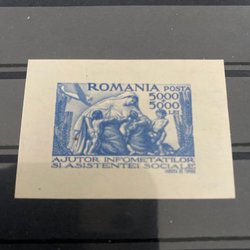 ROMANIA POSTA
5000
+
5000
LEI
AJUTOR INFOMETATILOR
SI ASISTENTEI SOCIALE